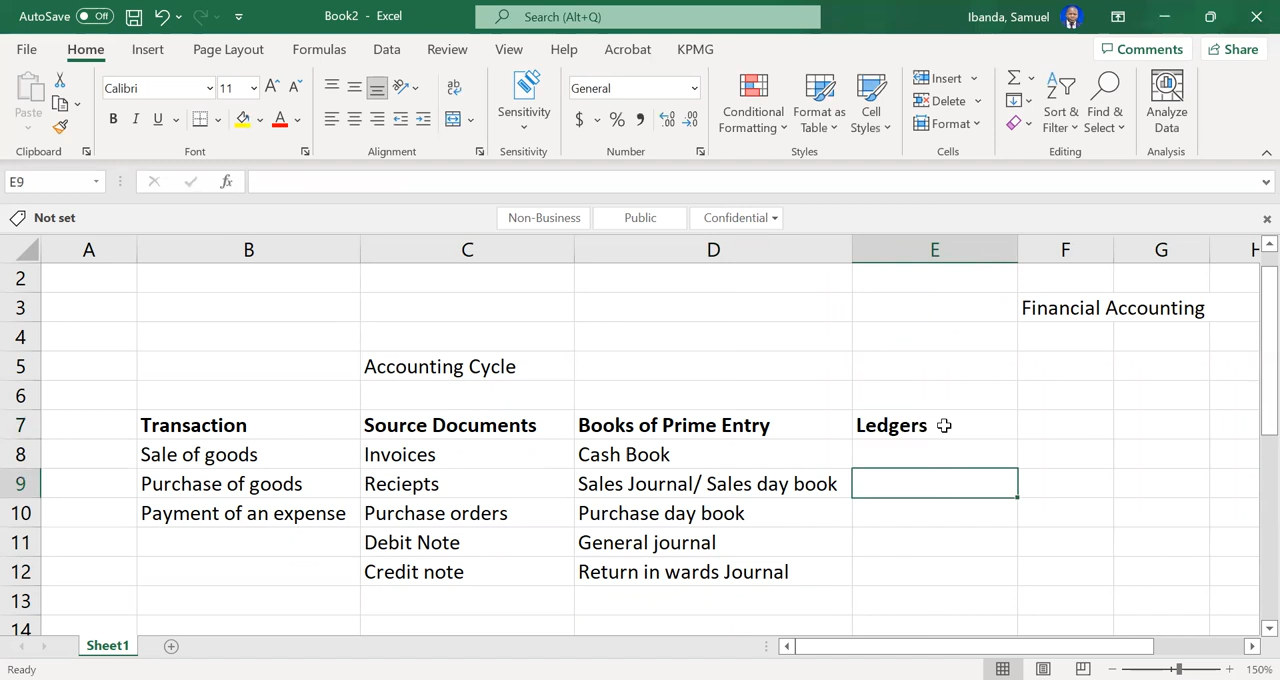 AutoSave Off Book2 - Excel Search (Alt+Q) Ibanda, Samuel
File Home Insert Page Layout Formulas Data Review View Help Acrobat KPMG Comments Share
Paste Calibri 11 General Insert
B I U Sensitivity $ % Conditional Formatting Format as Table Cell Styles Delete Sort & Filter Find & Select Analyze Data
Format
Clipboard Font Alignment Sensitivity Number Styles Cells Editing Analysis
E9 fx
Not set Non-Business Public Confidential
A B C D E F G H
2
3 Financial Accounting
4
5 Accounting Cycle
6
7 Transaction Source Documents Books of Prime Entry Ledgers
8 Sale of goods Invoices Cash Book
9 Purchase of goods Reciepts Sales Journal/ Sales day book
10 Payment of an expense Purchase orders Purchase day book
11 Debit Note General journal
12 Credit note Return in wards Journal
13
14
Sheet1
Ready 150%